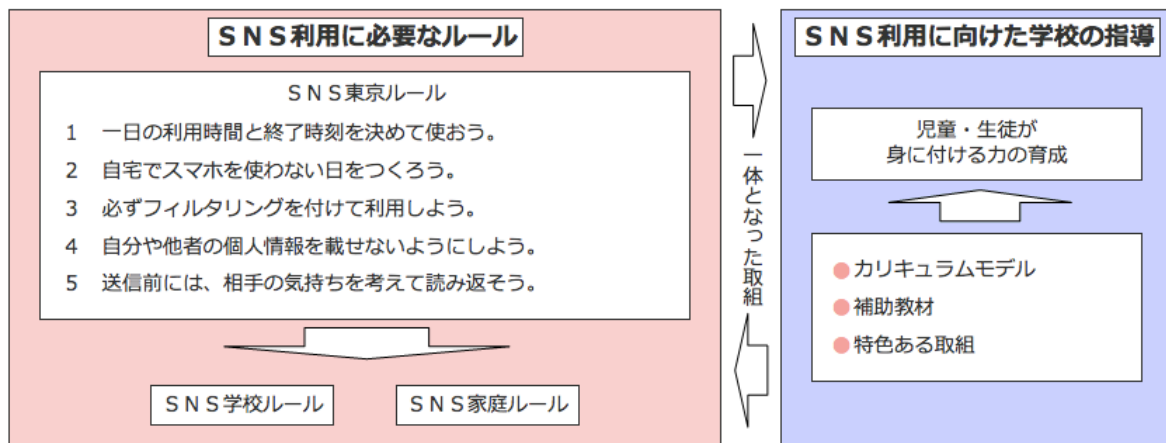 ＳＮＳ利用に必要なルール
ＳＮＳ東京ルール
1 一日の利用時間と終了時刻を決めて使おう。
2 自宅でスマホを使わない日をつくろう。
3 必ずフィルタリングを付けて利用しよう。
4 自分や他者の個人情報を載せないようにしよう。
5 送信前には、相手の気持ちを考えて読み返そう。
ＳＮＳ学校ルール
ＳＮＳ家庭ルール
一体となった取組
ＳＮＳ利用に向けた学校の指導
児童・生徒が
身に付ける力の育成
●カリキュラムモデル
●補助教材
●特色ある取組